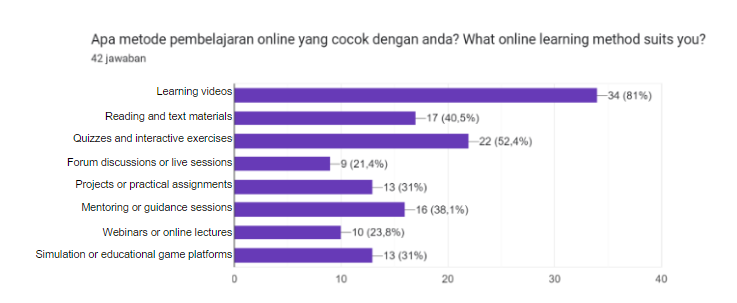 Apa metode pembelajaran online yang cocok dengan anda? What online learning method suits you?
42 jawaban
Learning videos 34 (81%)
Reading and text materials 17 (40,5%)
Quizzes and interactive exercises 22 (52,4%)
Forum discussions or live sessions 9 (21,4%)
Projects or practical assignments 13 (31%)
Mentoring or guidance sessions 16 (38,1%)
Webinars or online lectures 10 (23,8%)
Simulation or educational game platforms 13 (31%)
0 10 20 30 40